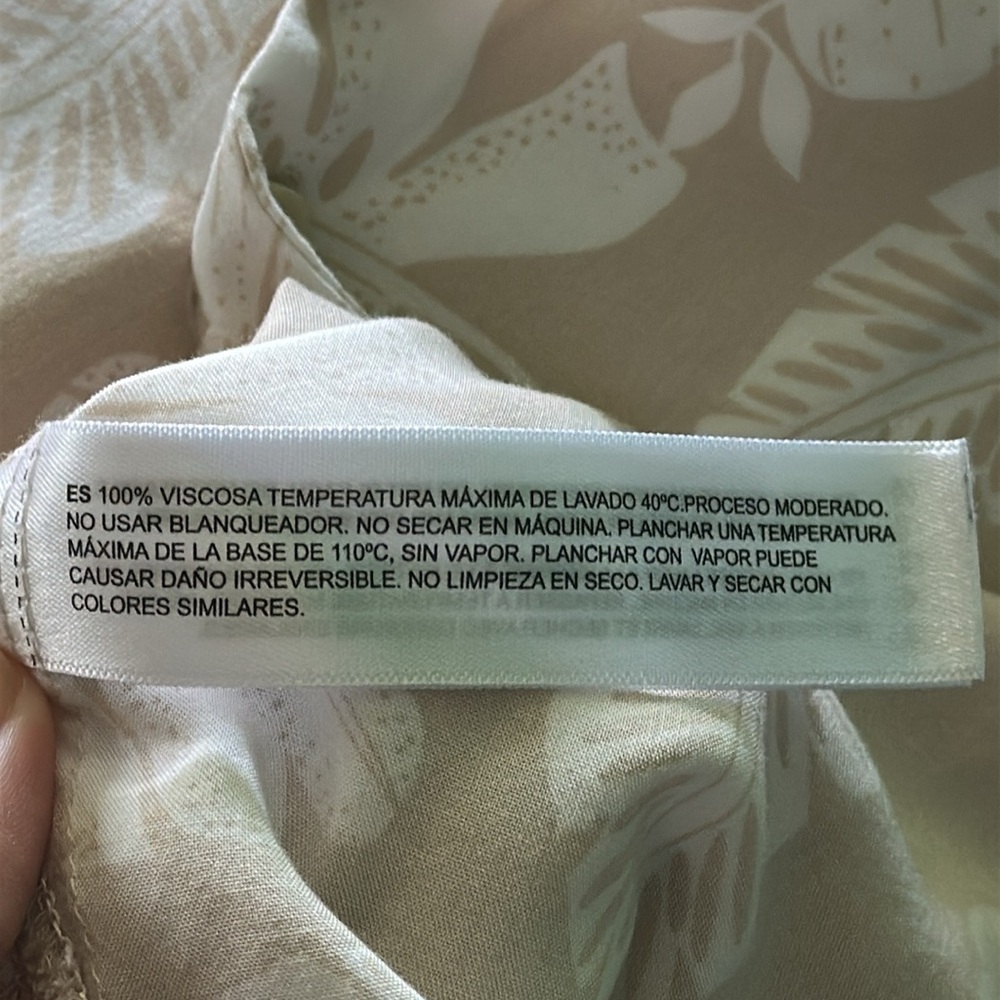 ES 100% VISCOSA TEMPERATURA MÁXIMA DE LAVADO 40ºC.PROCESO MODERADO.
NO USAR BLANQUEADOR. NO SECAR EN MÁQUINA. PLANCHAR UNA TEMPERATURA
MÁXIMA DE LA BASE DE 110ºC, SIN VAPOR. PLANCHAR CON VAPOR PUEDE
CAUSAR DAÑO IRREVERSIBLE. NO LIMPIEZA EN SECO. LAVAR Y SECAR CON
COLORES SIMILARES.